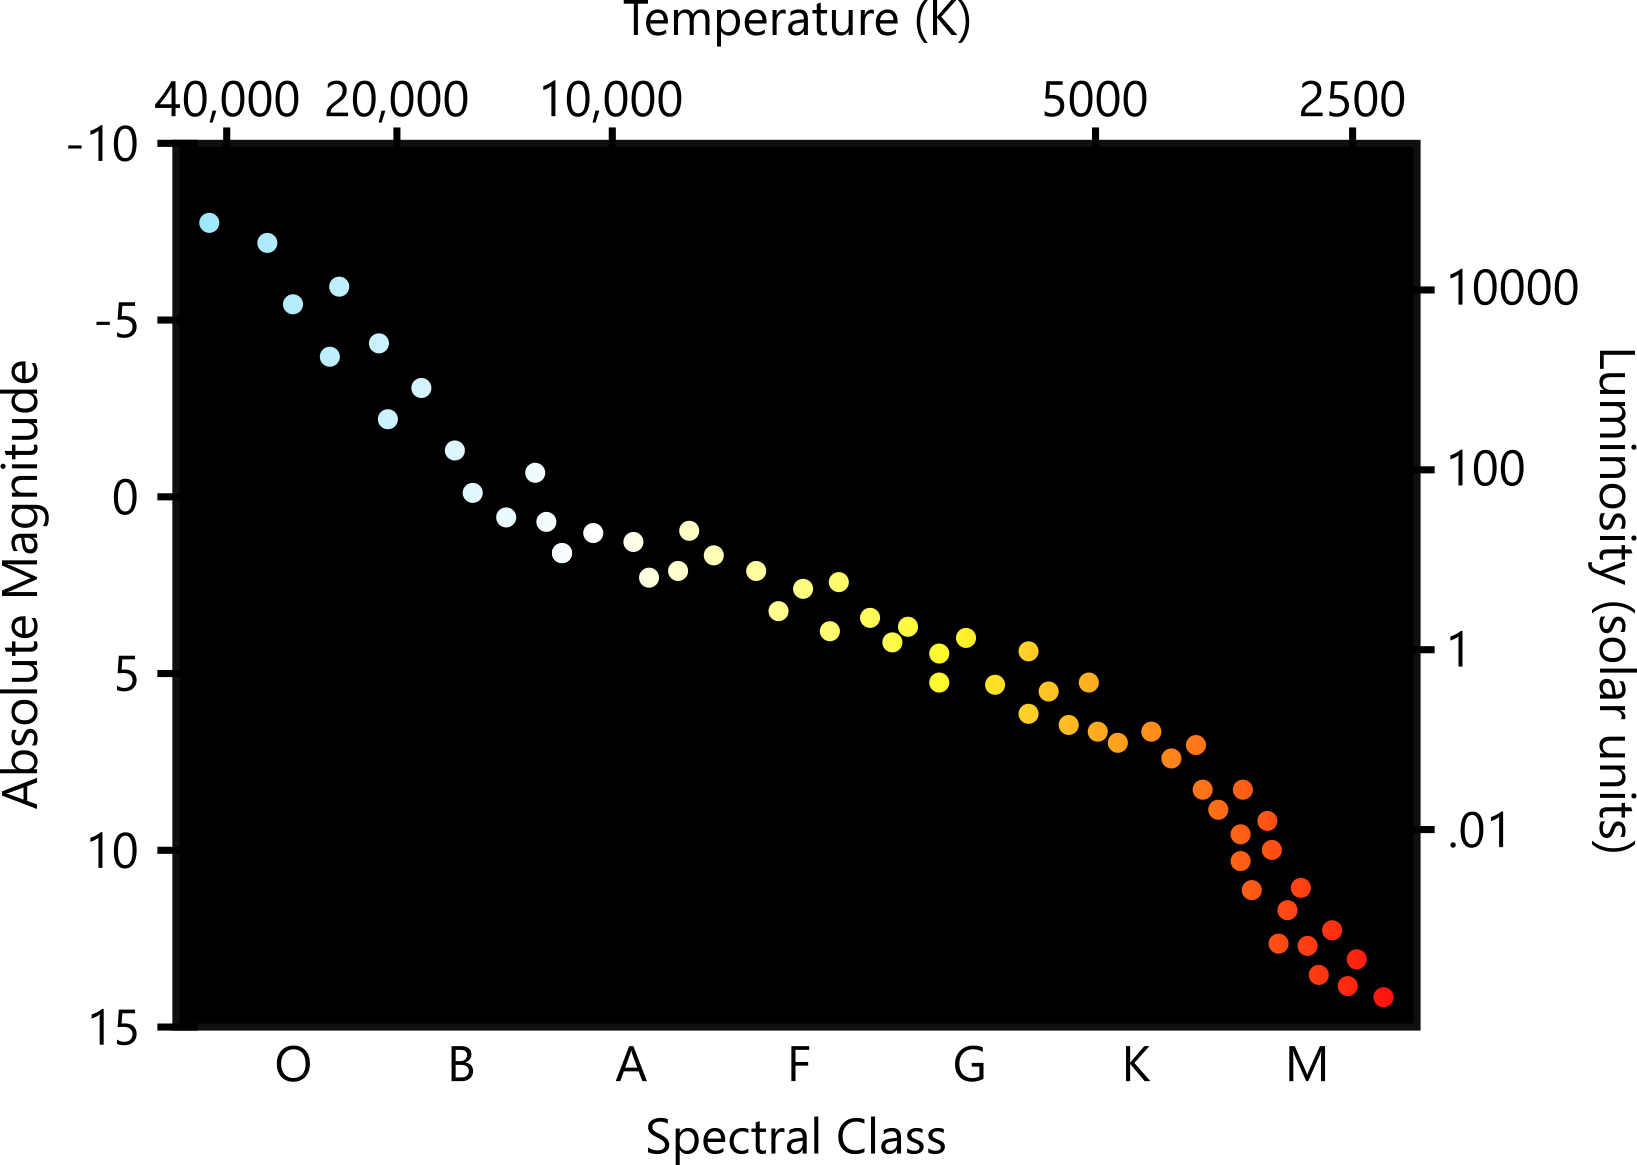 Temperature (K)
40,000 20,000 10,000 5000 2500
-10
-5
0
5
10
15
Absolute Magnitude
10000
100
1
.01
Luminosity (solar units)
O B A F G K M
Spectral Class